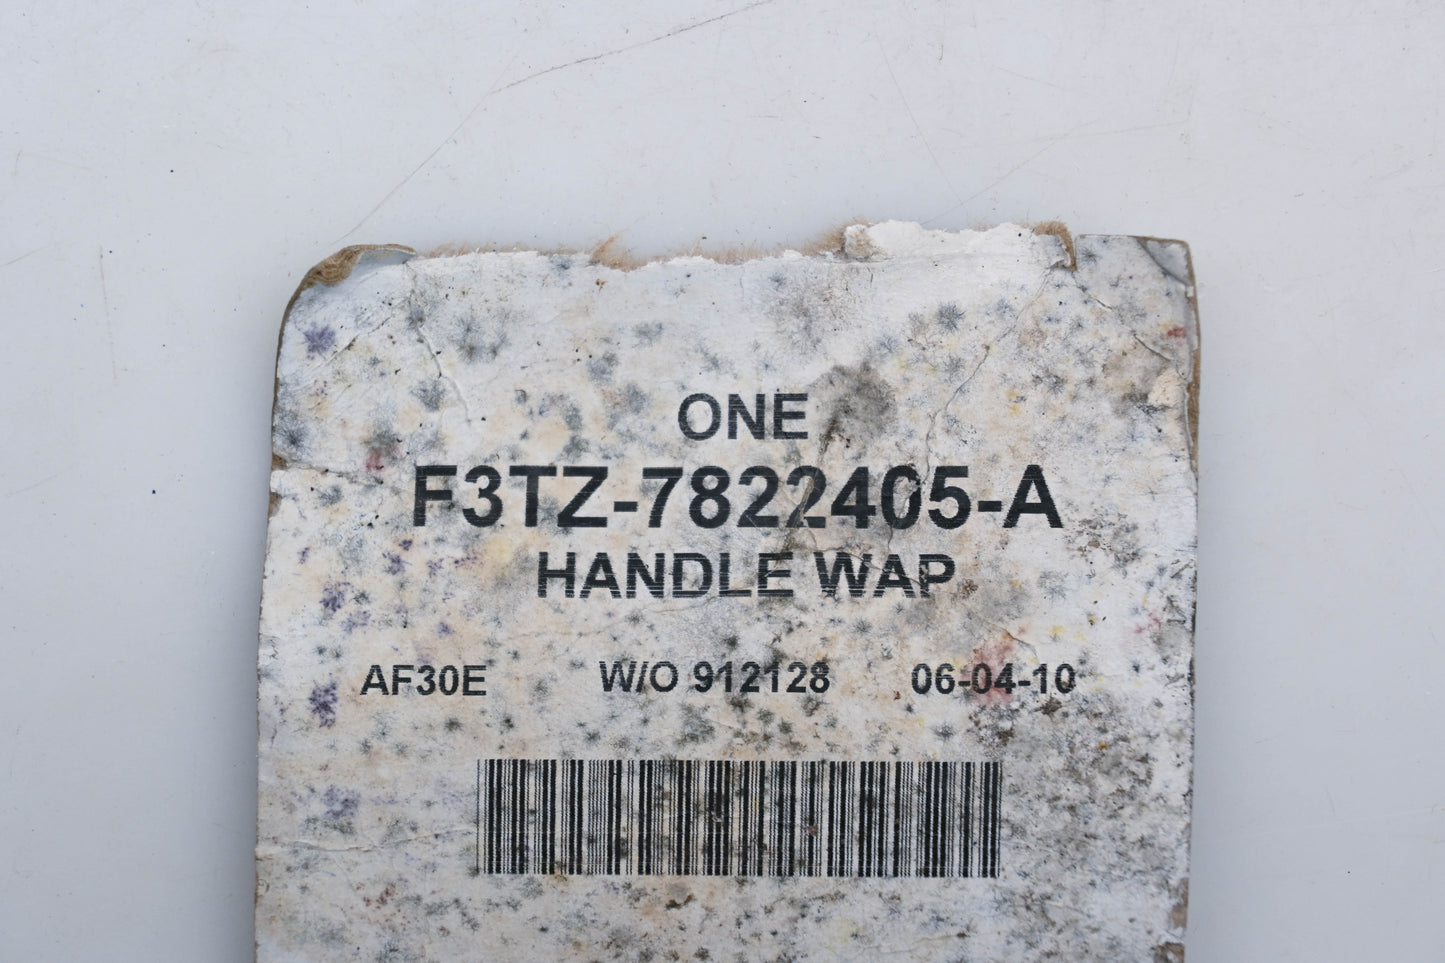 ONE
F3TZ-7822405-A
HANDLE WAP
AF30E W/O 912128 06-04-10